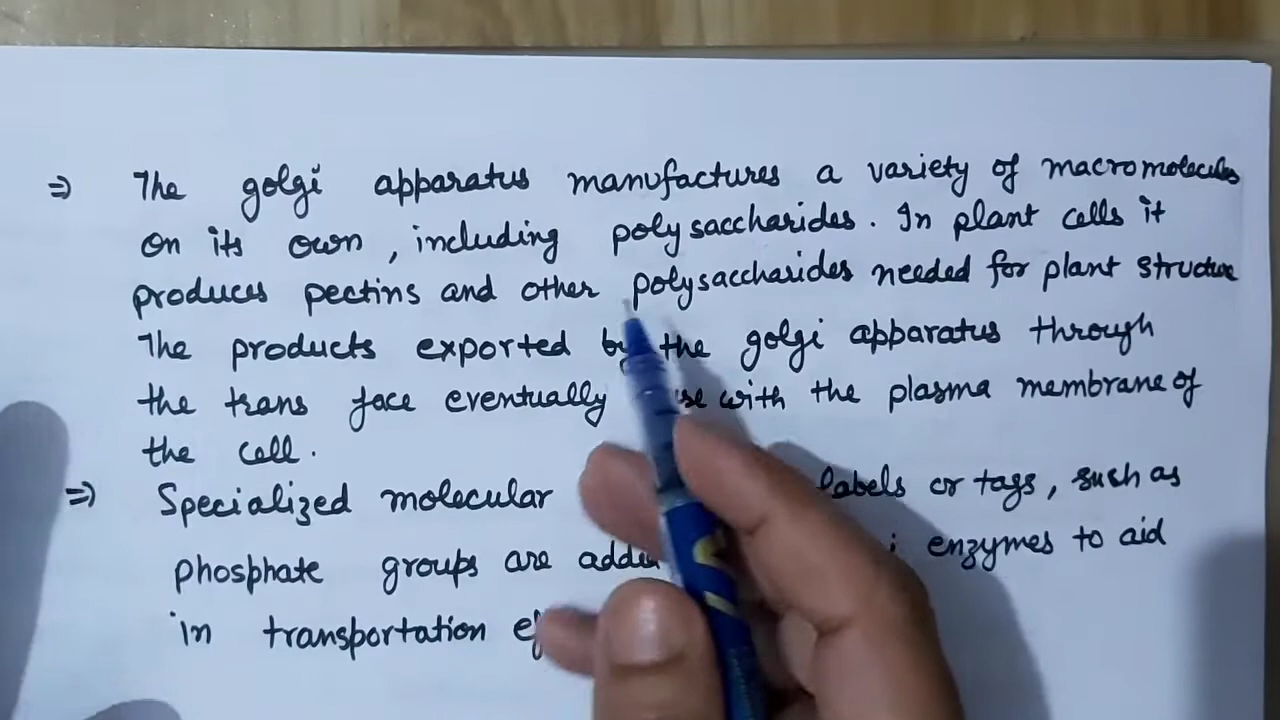 ⇒ The golgi apparatus manufactures a variety of macromolecules
on its own, including polysaccharides. In plant cells it
produces pectins and other polysaccharides needed for plant structure
The products exported by the golgi apparatus through
the trans face eventually with the plasma membrane of
the cell.
⇒ Specialized molecular labels or tags, such as
phosphate groups are enzymes to aid
in transportation